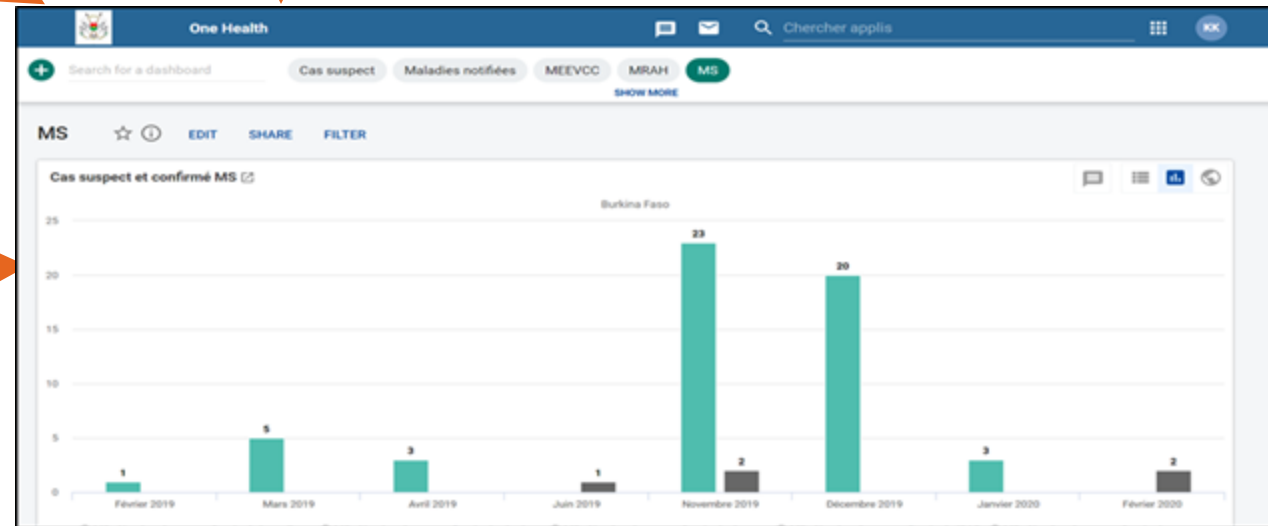 One Health
Chercher applis
KK
Search for a dashboard
Cas suspect
Maladies notifiées
MEEVCC
MRAH
MS
SHOW MORE
MS
EDIT
SHARE
FILTER
Cas suspect et confirmé MS
Burkina Faso
25
20
15
10
5
0
1
5
3
1
23
2
20
3
2
Février 2019
Mars 2019
Avril 2019
Juin 2019
Novembre 2019
Décembre 2019
Janvier 2020
Février 2020